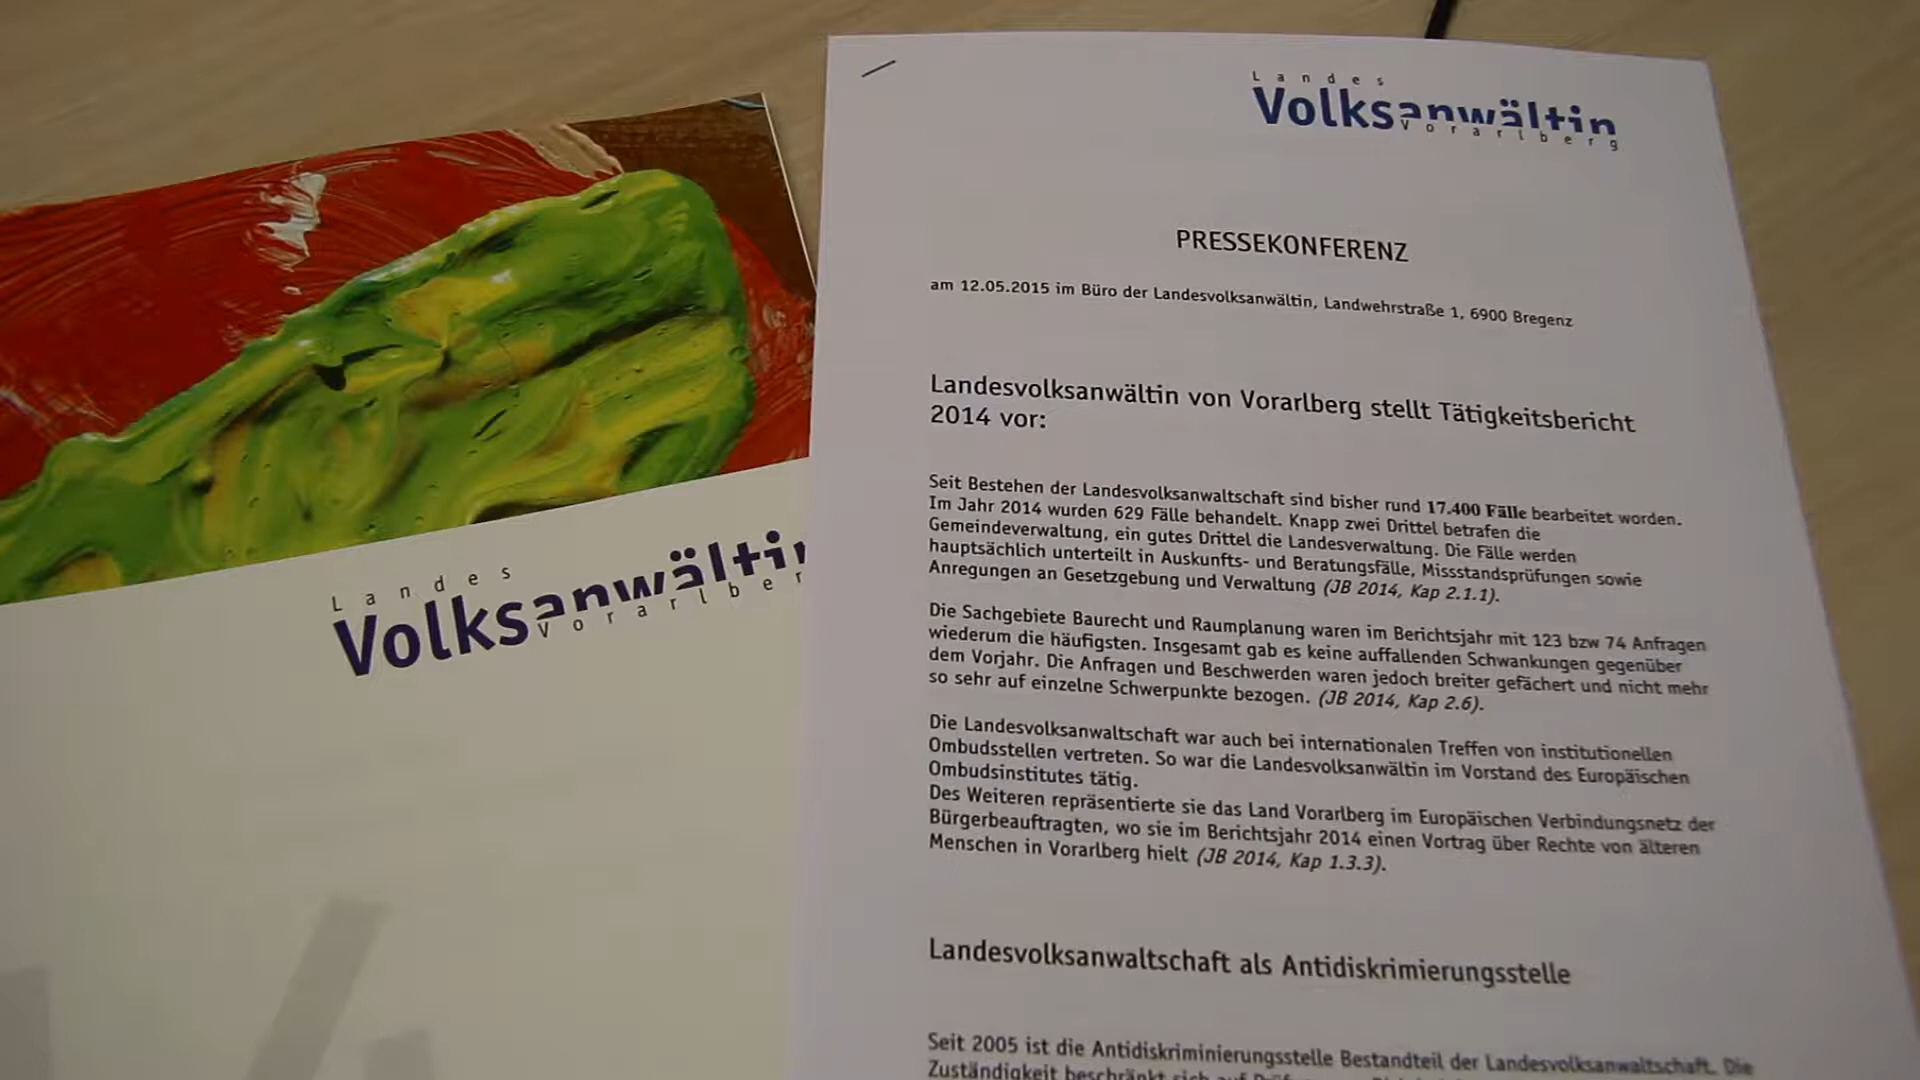 Landes
Volksanwältin
Vorarlber
Landes
Volksanwältin
Vorarlberg
PRESSEKONFERENZ
am 12.05.2015 im Büro der Landesvolksanwältin, Landwehrstraße 1, 6900 Bregenz
Landesvolksanwältin von Vorarlberg stellt Tätigkeitsbericht
2014 vor:
Seit Bestehen der Landesvolksanwaltschaft sind bisher rund 17.400 Fälle bearbeitet worden.
Im Jahr 2014 wurden 629 Fälle behandelt. Knapp zwei Drittel betrafen die
Gemeindeverwaltung, ein gutes Drittel die Landesverwaltung. Die Fälle werden
hauptsächlich unterteilt in Auskunfts- und Beratungsfälle, Missstandsprüfungen sowie
Anregungen an Gesetzgebung und Verwaltung (JB 2014, Kap 2.1.1).
Die Sachgebiete Baurecht und Raumplanung waren im Berichtsjahr mit 123 bzw 74 Anfragen
wiederum die häufigsten. Insgesamt gab es keine auffallenden Schwankungen gegenüber
dem Vorjahr. Die Anfragen und Beschwerden waren jedoch breiter gefächert und nicht mehr
so sehr auf einzelne Schwerpunkte bezogen. (JB 2014, Kap 2.6).
Die Landesvolksanwaltschaft war auch bei internationalen Treffen von institutionellen
Ombudsstellen vertreten. So war die Landesvolksanwältin im Vorstand des Europäischen
Ombudsinstitutes tätig.
Des Weiteren repräsentierte sie das Land Vorarlberg im Europäischen Verbindungsnetz der
Bürgerbeauftragten, wo sie im Berichtsjahr 2014 einen Vortrag über Rechte von älteren
Menschen in Vorarlberg hielt (JB 2014, Kap 1.3.3).
Landesvolksanwaltschaft als Antidiskrimierungsstelle
Seit 2005 ist die Antidiskriminierungsstelle Bestandteil der Landesvolksanwaltschaft. Die
Zuständigkeit beschränkt sich auf